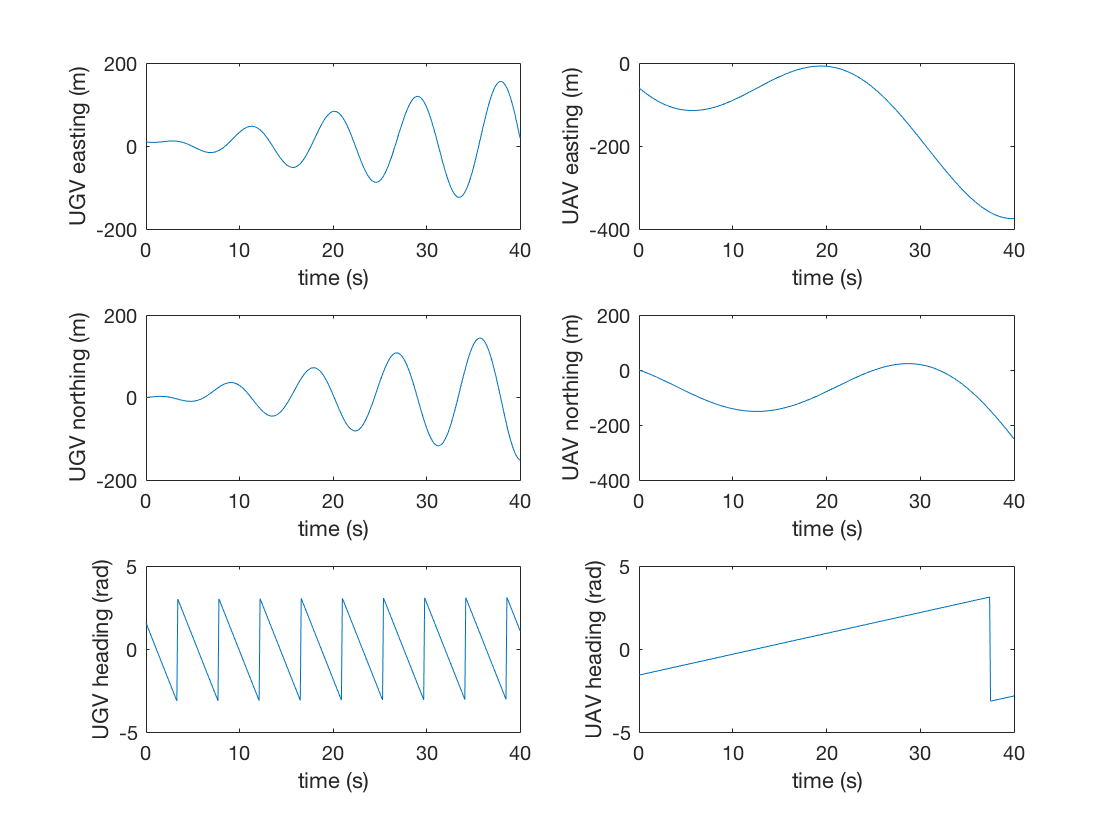 UGV easting (m)
200
0
-200
0 10 20 30 40
time (s)
UAV easting (m)
0
-200
-400
0 10 20 30 40
time (s)
UGV northing (m)
200
0
-200
0 10 20 30 40
time (s)
UAV northing (m)
200
0
-200
-400
0 10 20 30 40
time (s)
UGV heading (rad)
5
0
-5
0 10 20 30 40
time (s)
UAV heading (rad)
5
0
-5
0 10 20 30 40
time (s)